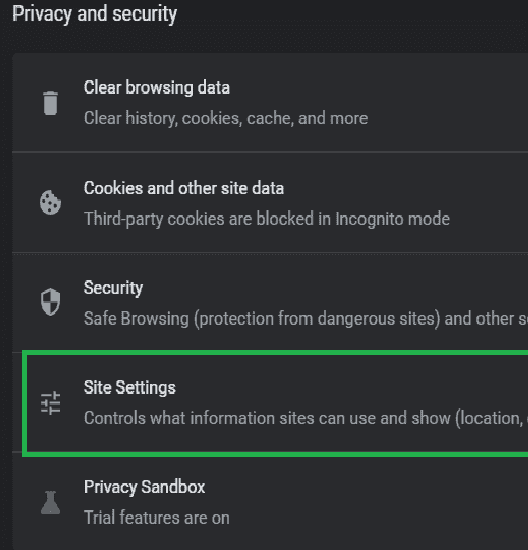 Privacy and security
Clear browsing data
Clear history, cookies, cache, and more
Cookies and other site data
Third-party cookies are blocked in Incognito mode
Security
Safe Browsing (protection from dangerous sites) and other
Site Settings
Controls what information sites can use and show (location,
Privacy Sandbox
Trial features are on